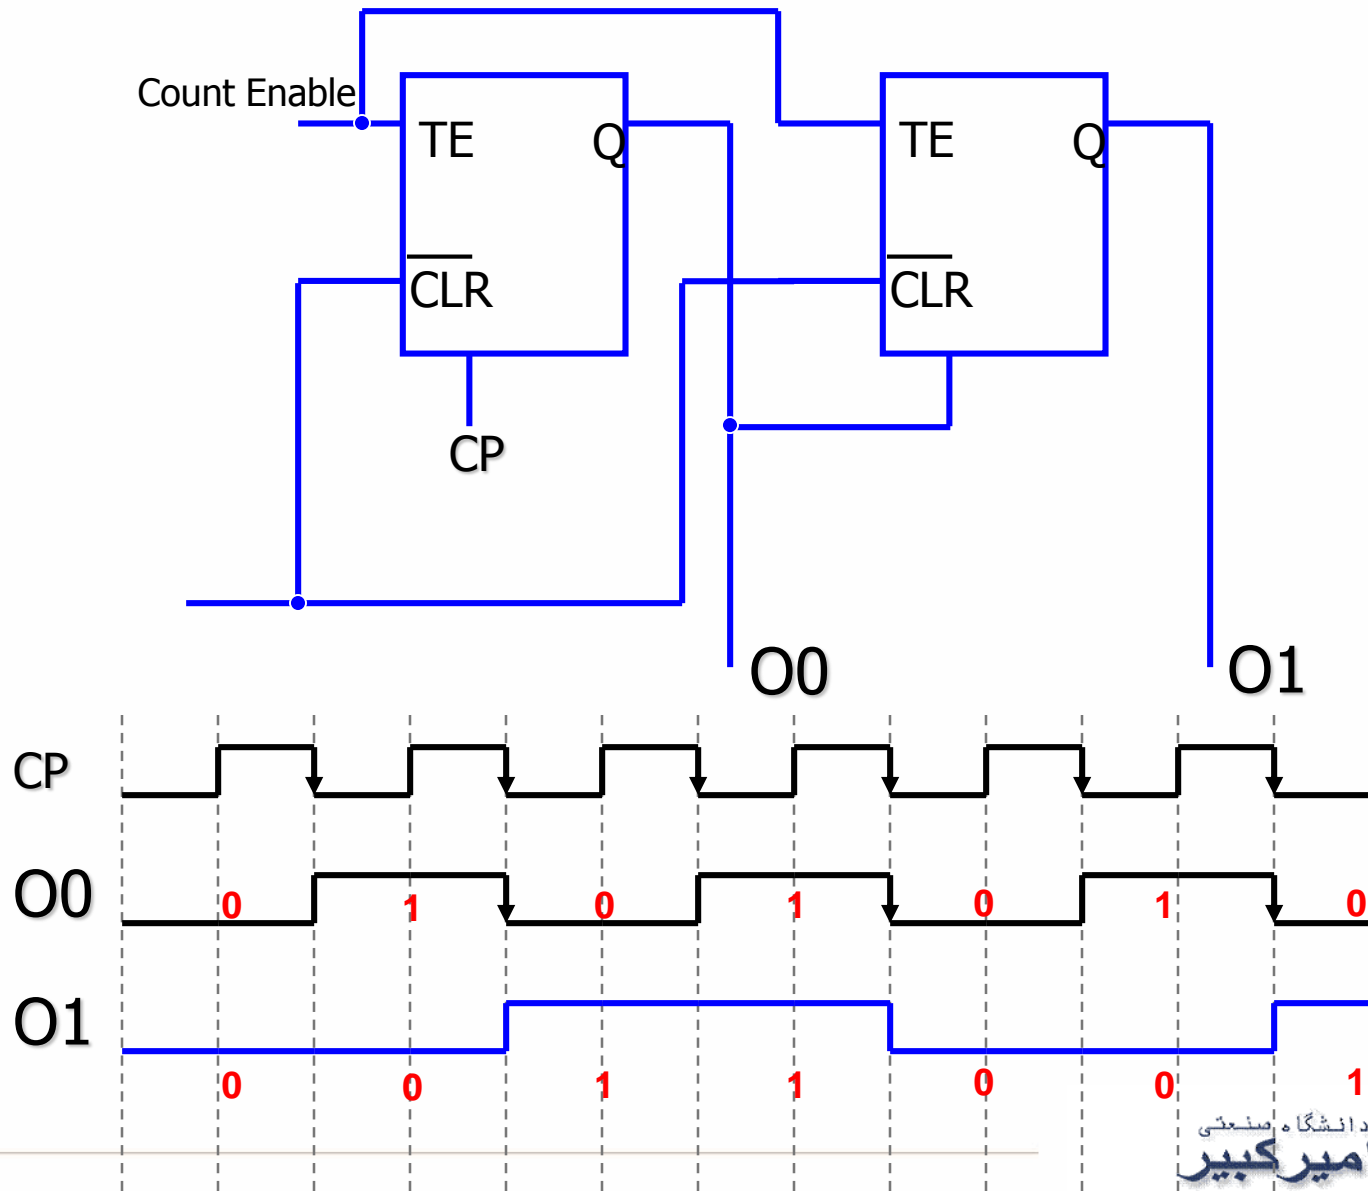 Count Enable
TE Q TE Q
CLR CLR
CP
O0 O1
CP
O0 0 1 0 1 0 1 0
O1
0 0 1 1 0 0 1
دانشگاه صنعتی
امیرکبیر